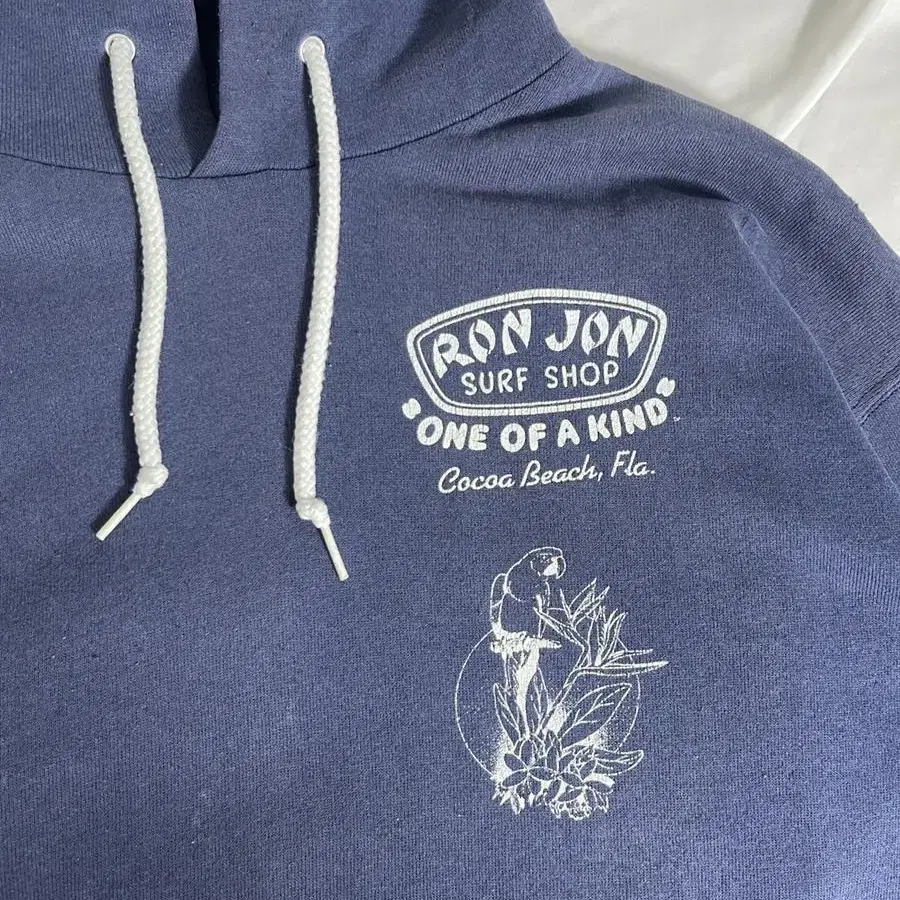 RON JON
SURF SHOP
ONE OF A KIND
Cocoa Beach, Fla.